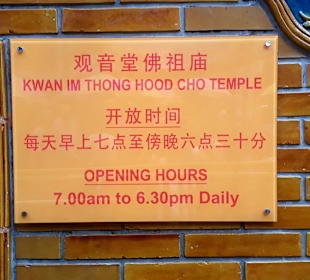 观音堂佛祖庙
KWAN IM THONG HOOD CHO TEMPLE
开放时间
每天早上七点至傍晚六点三十分
OPENING HOURS
7.00am to 6.30pm Daily